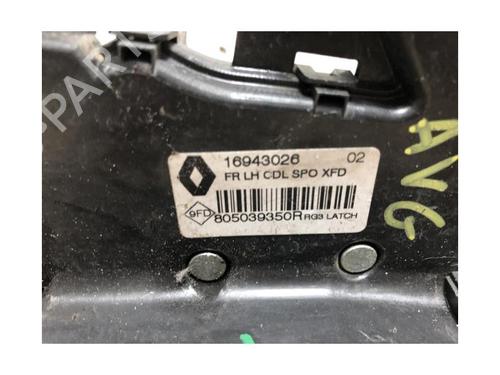 16943026 02
FR LH CDL SPO XFD
9FD 805039350R RG3 LATCH
AVG